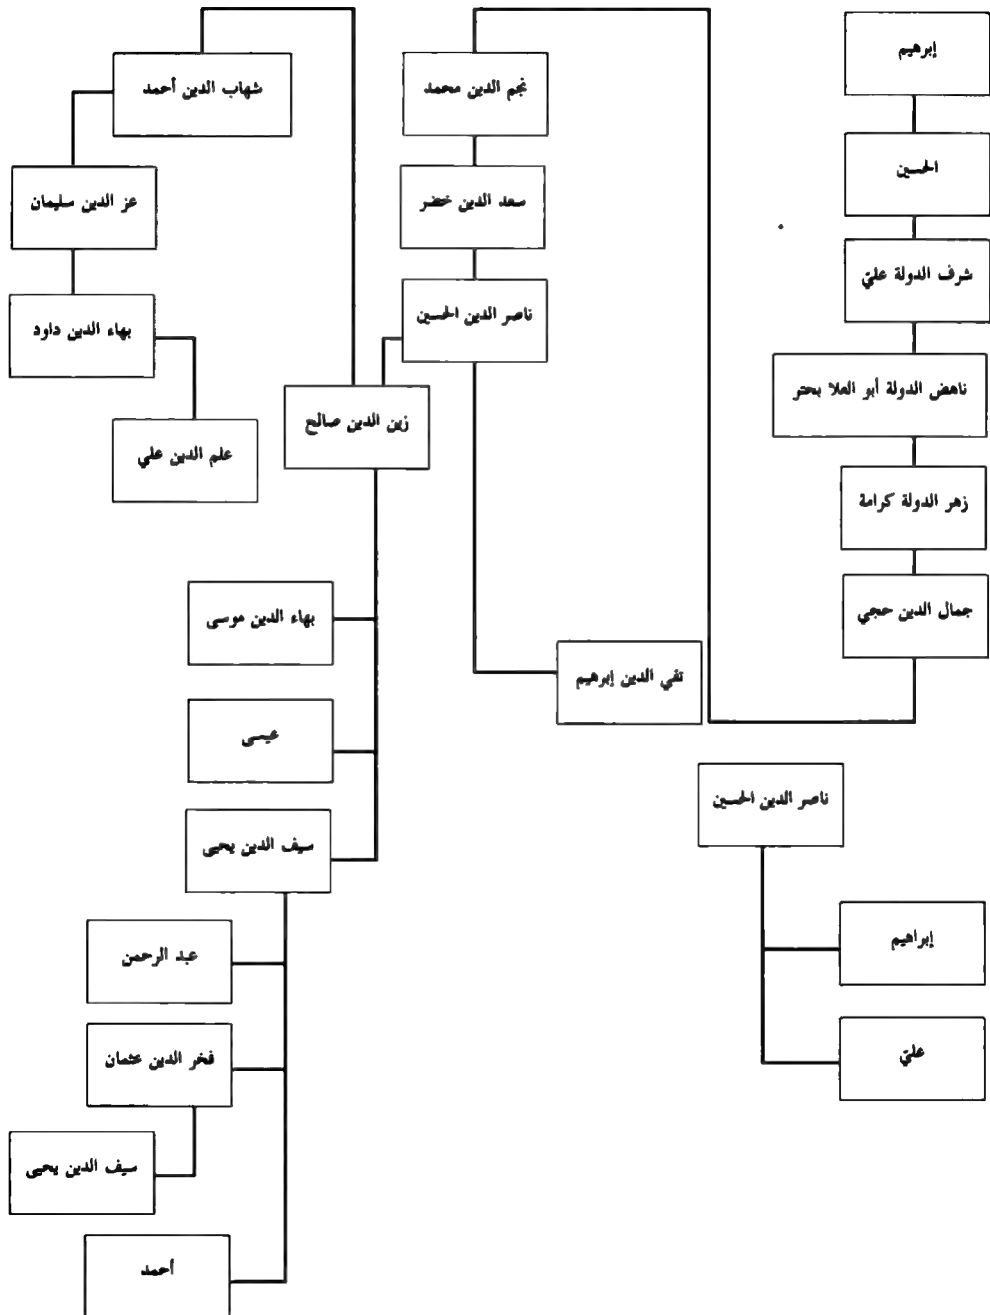 إبرهيم
الحسين
شرف الدولة عليّ
ناهض الدولة أبو العلا بحتر
زهر الدولة كرامة
جمال الدين حجي
نجم الدين محمد
سعد الدين خضر
ناصر الدين الحسين
تقي الدين إبرهيم
زين الدين صالح
شهاب الدين أحمد
عز الدين سليمان
بهاء الدين داود
علم الدين علي
بهاء الدين موسى
عيسى
سيف الدين يحيى
عبد الرحمن
فخر الدين عثمان
سيف الدين يحيى
أحمد
ناصر الدين الحسين
إبراهيم
عليّ